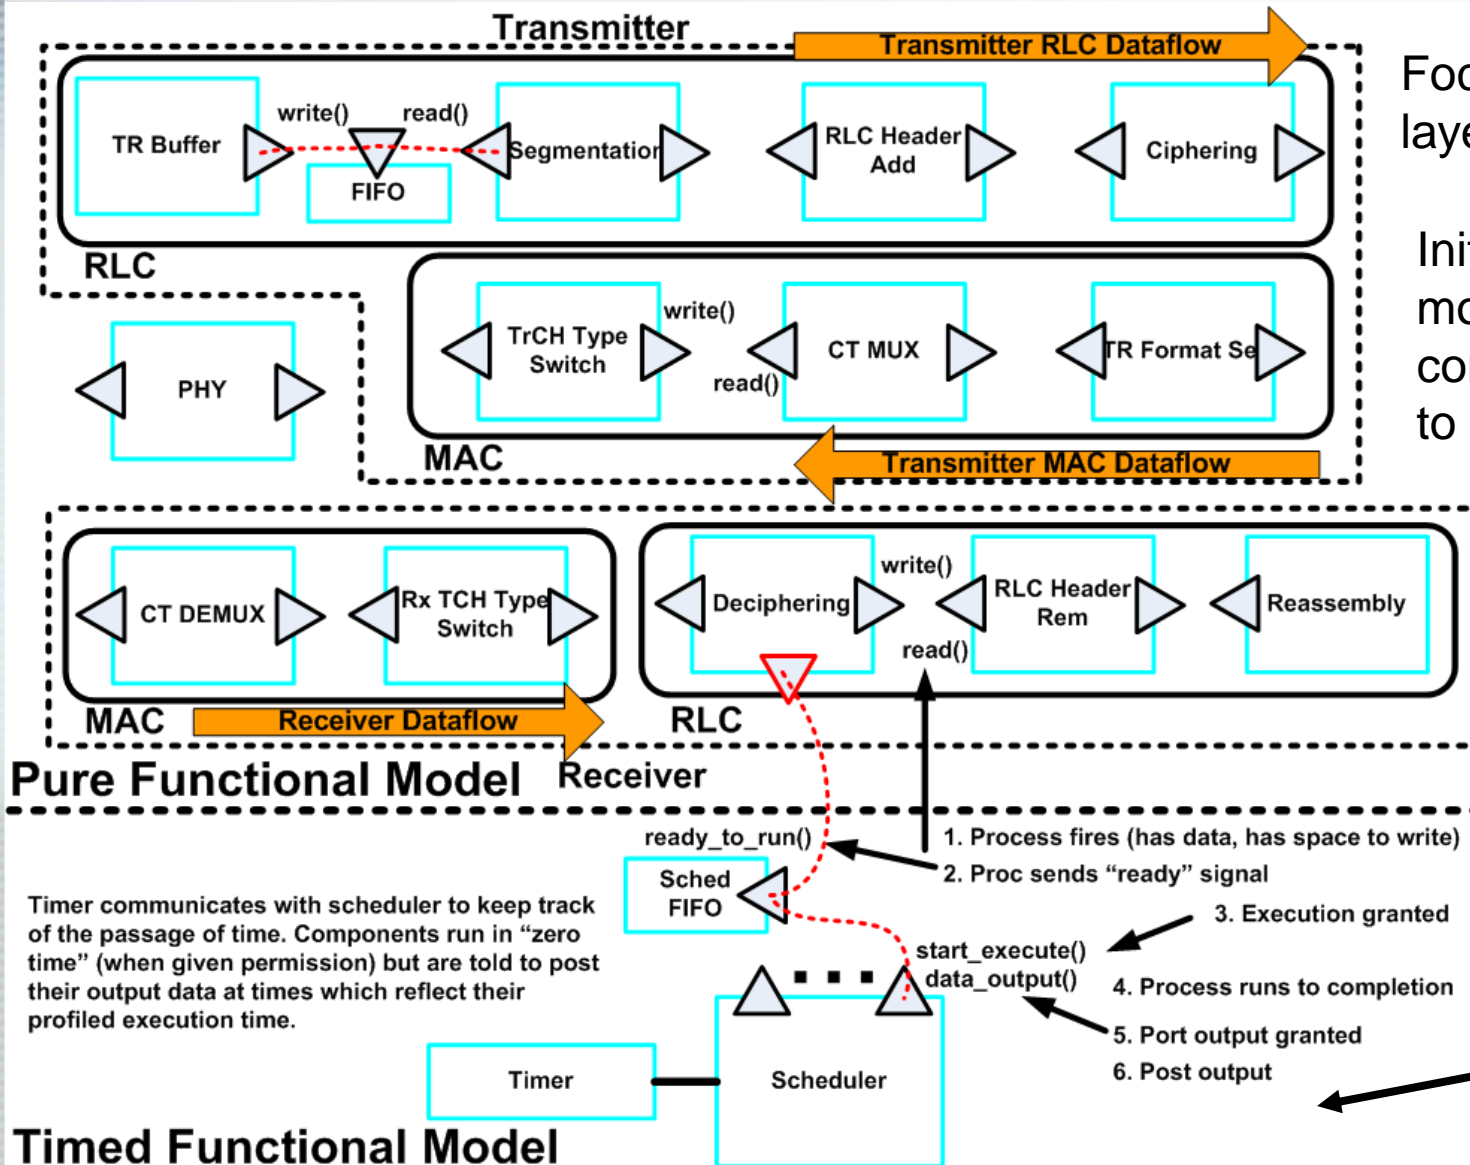 Transmitter
Transmitter RLC Dataflow
TR Buffer
write()
read()
FIFO
Segmentation
RLC Header
Add
Ciphering
RLC
TrCH Type
Switch
write()
read()
CT MUX
TR Format Se
PHY
MAC
Transmitter MAC Dataflow
to
CT DEMUX
Rx TCH Type
Switch
Deciphering
write()
read()
RLC Header
Rem
Reassembly
MAC
Receiver Dataflow
RLC
Pure Functional Model
Receiver
ready_to_run()
1. Process fires (has data, has space to write)
2. Proc sends “ready” signal
Sched
FIFO
3. Execution granted
Timer communicates with scheduler to keep track
of the passage of time. Components run in “zero
time” (when given permission) but are told to post
their output data at times which reflect their
profiled execution time.
start_execute()
data_output()
4. Process runs to completion
5. Port output granted
6. Post output
Timer
Scheduler
Timed Functional Model